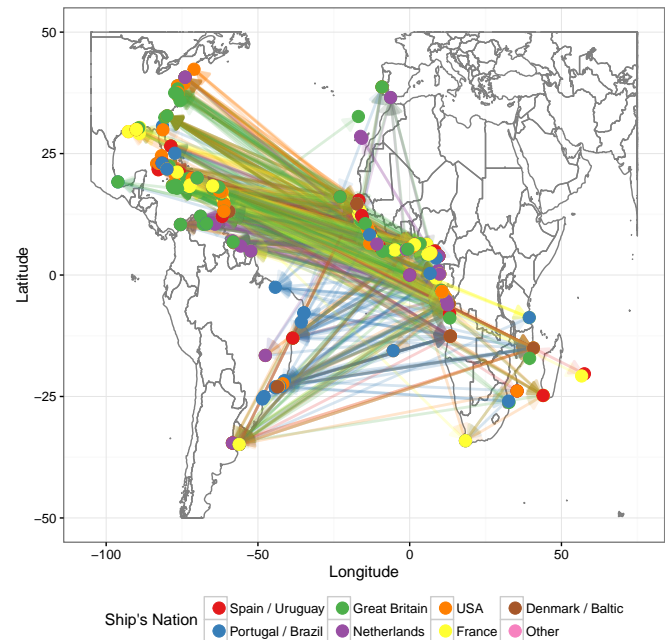 50
25
0
−25
−50
Latitude
−100
−50
0
50
Longitude
Ship's Nation
Spain / Uruguay
Great Britain
USA
Denmark / Baltic
Portugal / Brazil
Netherlands
France
Other